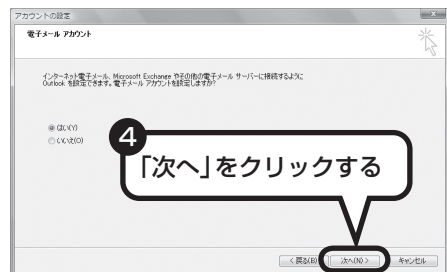 アカウントの設定
電子メール アカウント
インターネット電子メール、Microsoft Exchange やその他の電子メール サーバーに接続するように
Outlook を設定できます。電子メール アカウントを設定しますか?
はい(Y)
いいえ(O)
4
「次へ」をクリックする
< 戻る(B)
次へ(N) >
キャンセル